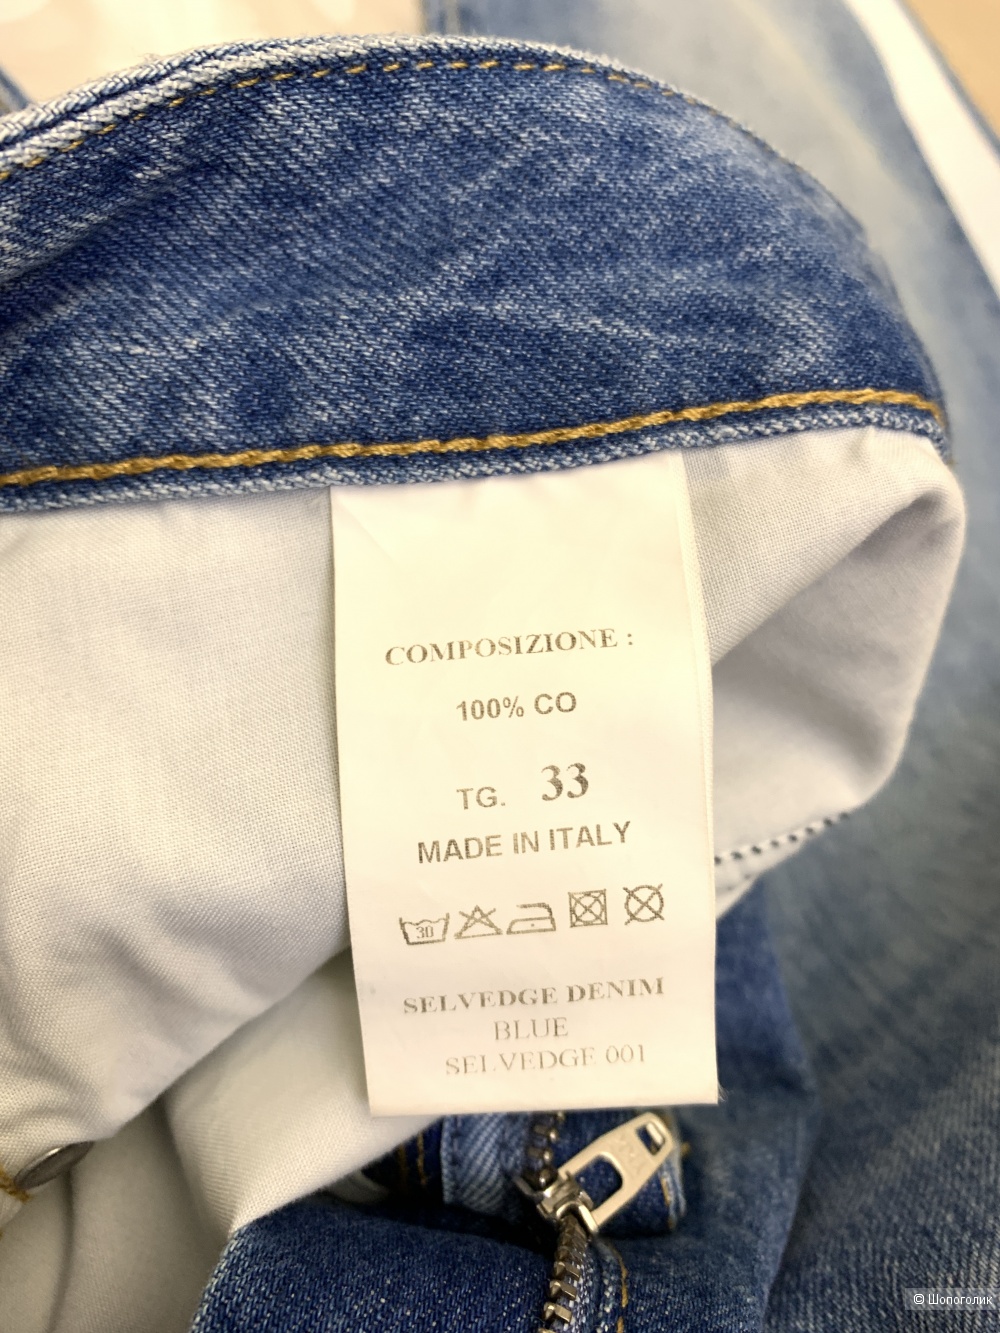 COMPOSIZIONE :
100% CO
TG. 33
MADE IN ITALY
30
SELVEDGE DENIM
BLUE
SELVEDGE 001
© Шопоголик